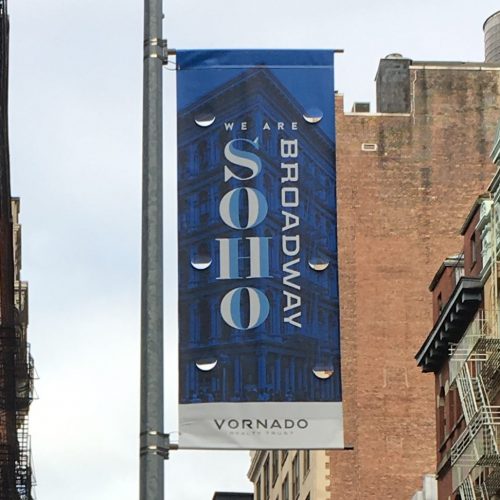 WE ARE
SOHO
BROADWAY
VORNADO
REALTY TRUST